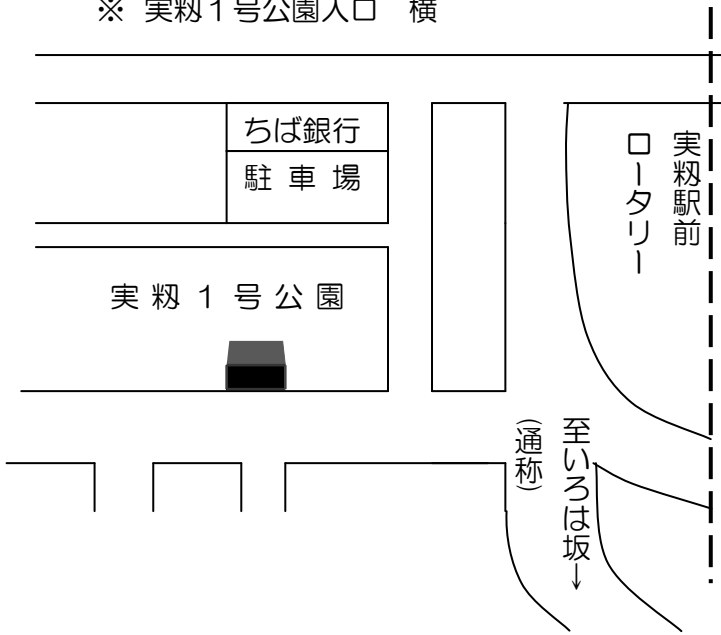 ※ 実籾１号公園入口 横
ちば銀行
駐 車 場
実籾駅前
ロータリー
実 籾 １ 号 公 園
至いろは坂→
（通称）